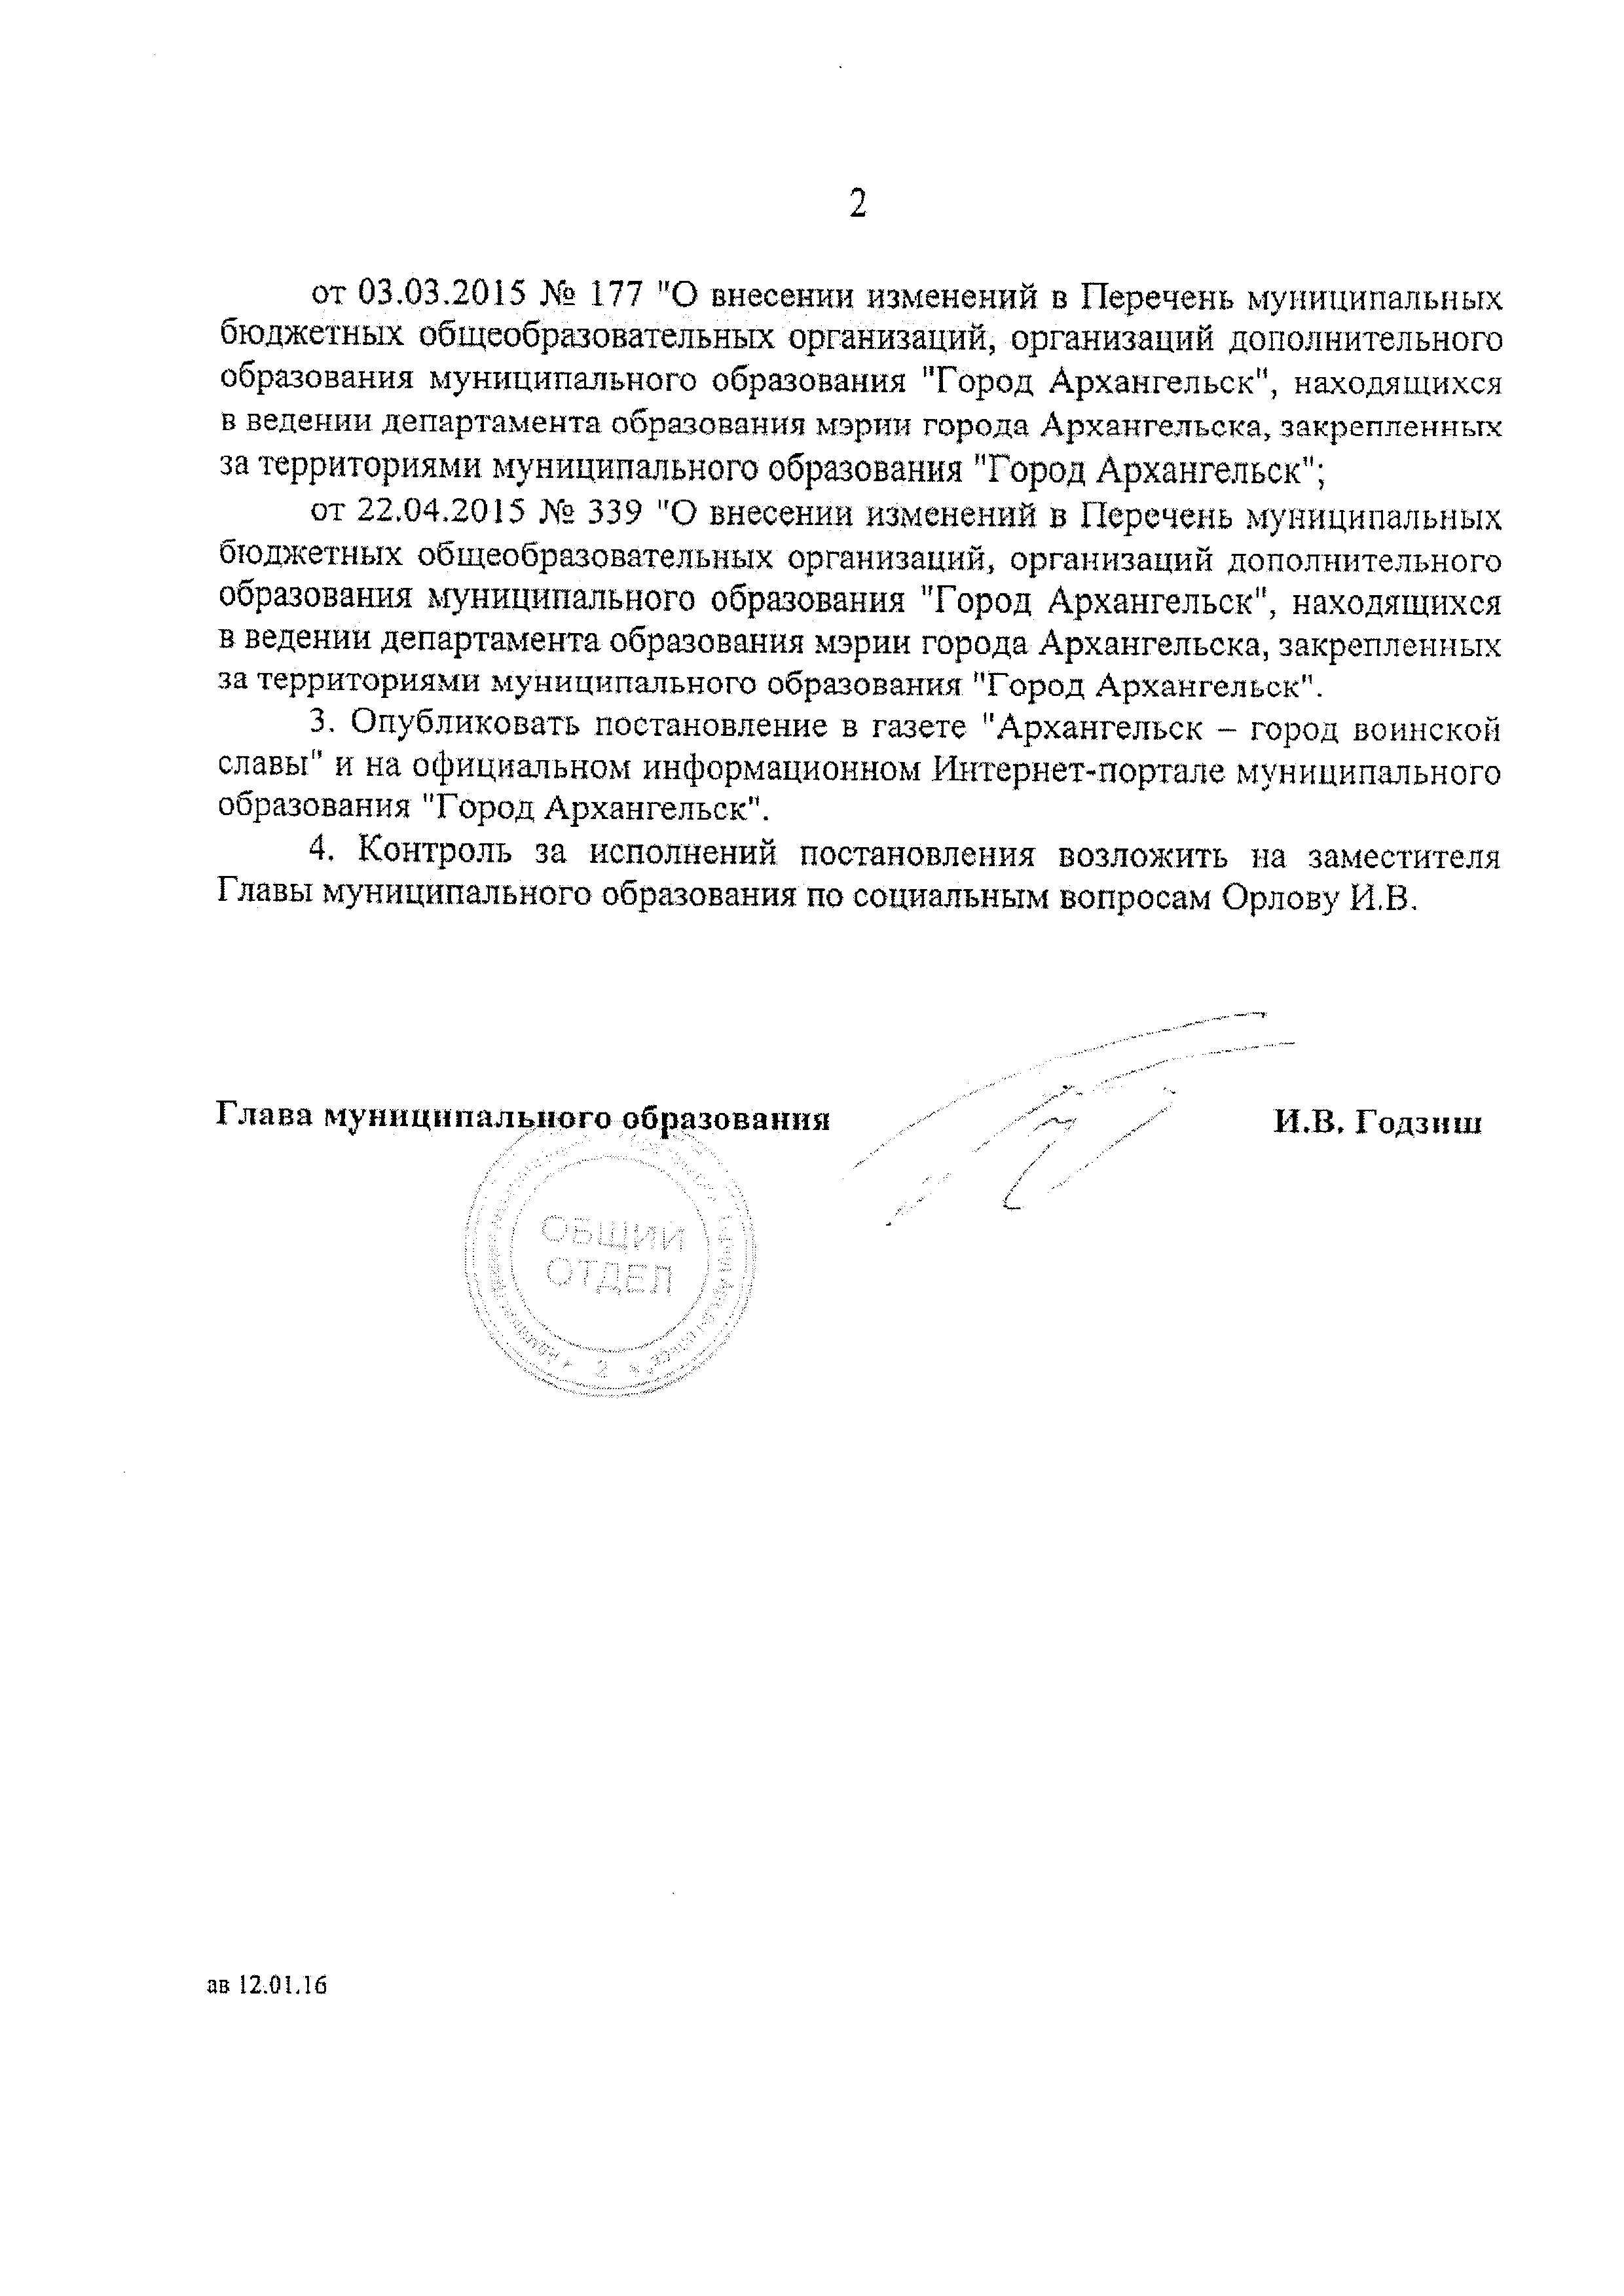 2
от 03.03.2015 № 177 "О внесении изменений в Перечень муниципальных
бюджетных общеобразовательных организаций, организаций дополнительного
образования муниципального образования "Город Архангельск", находящихся
в ведении департамента образования мэрии города Архангельска, закрепленных
за территориями муниципального образования "Город Архангельск";
от 22.04.2015 № 339 "О внесении изменений в Перечень муниципальных
бюджетных общеобразовательных организаций, организаций дополнительного
образования муниципального образования "Город Архангельск", находящихся
в ведении департамента образования мэрии города Архангельска, закрепленных
за территориями муниципального образования "Город Архангельск".
3. Опубликовать постановление в газете "Архангельск – город воинской
славы" и на официальном информационном Интернет-портале муниципального
образования "Город Архангельск".
4. Контроль за исполнений постановления возложить на заместителя
Главы муниципального образования по социальным вопросам Орлову И.В.
Глава муниципального образования И.В. Годзиш
ОБЩИЙ
ОТДЕЛ
2
ав 12.01.16